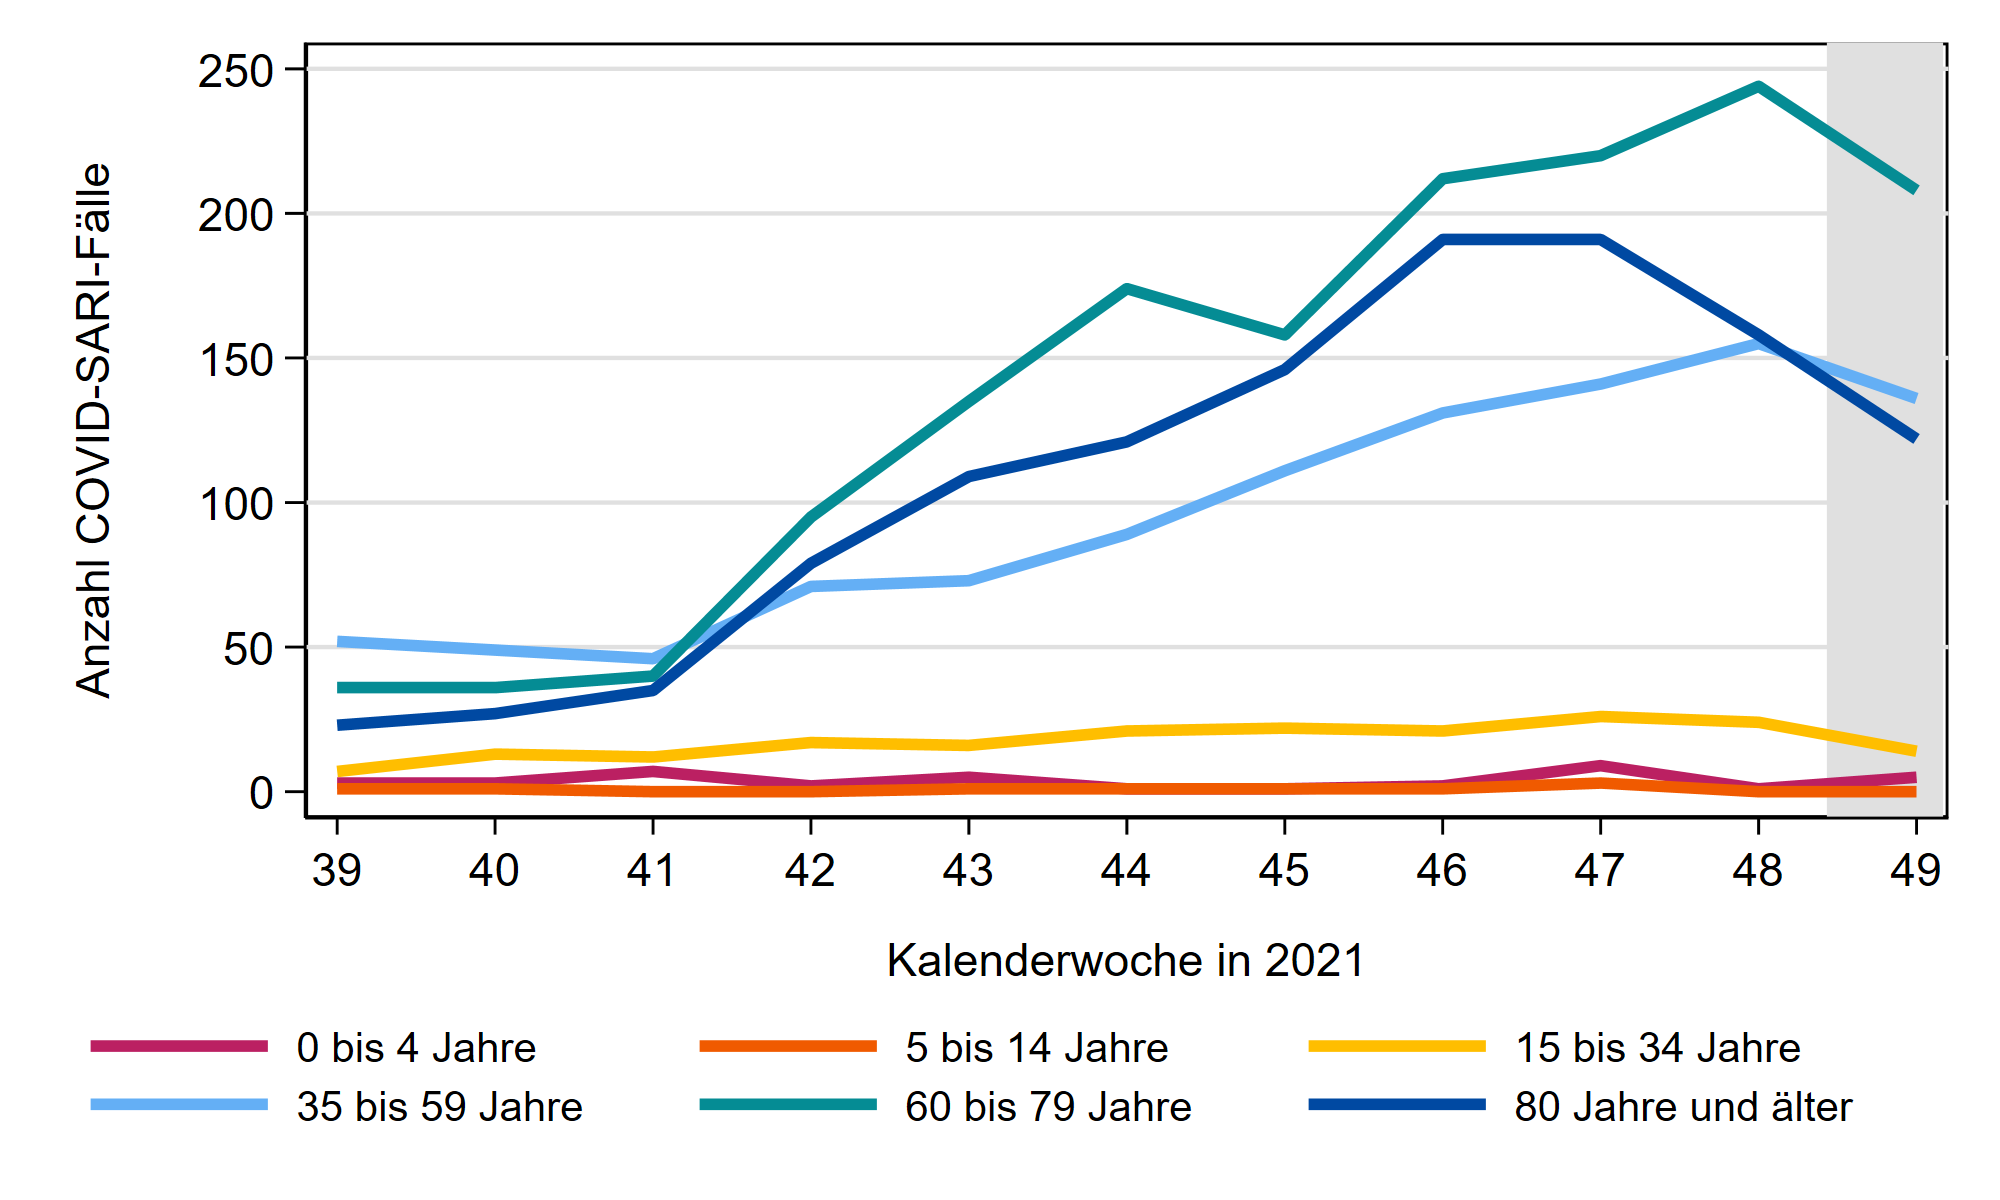 Anzahl COVID-SARI-Fälle
250
200
150
100
50
0
39 40 41 42 43 44 45 46 47 48 49
Kalenderwoche in 2021
0 bis 4 Jahre 5 bis 14 Jahre 15 bis 34 Jahre
35 bis 59 Jahre 60 bis 79 Jahre 80 Jahre und älter